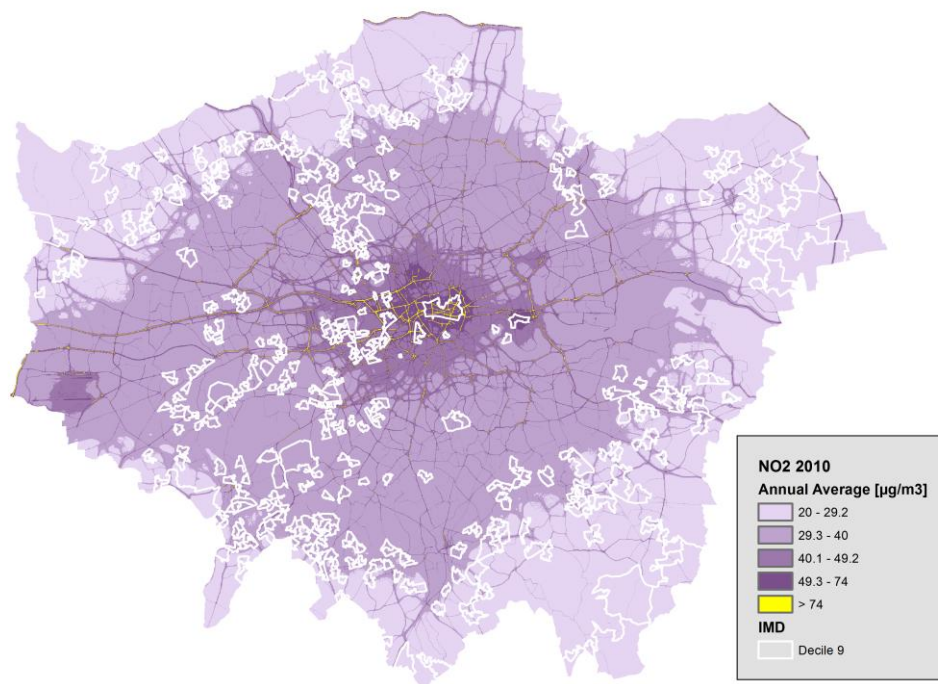 NO2 2010
Annual Average [µg/m3]
20 - 29.2
29.3 - 40
40.1 - 49.2
49.3 - 74
> 74
IMD
Decile 9